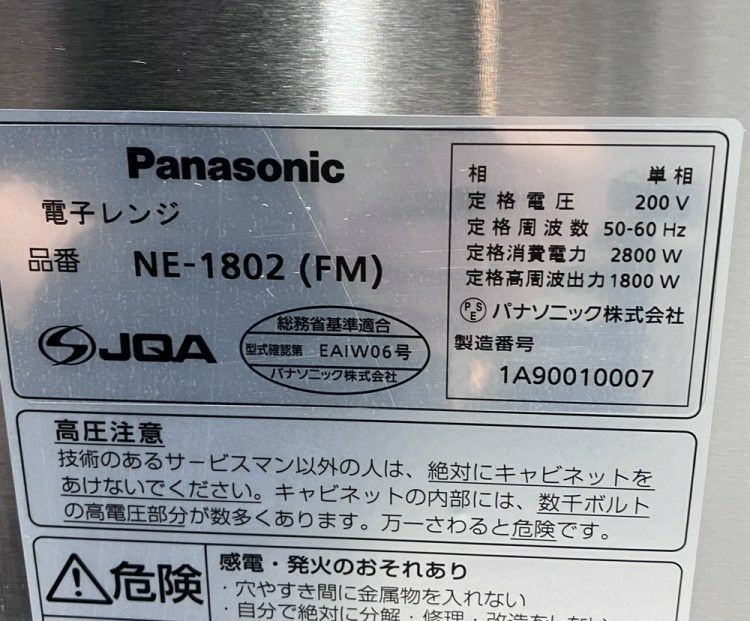 Panasonic
電子レンジ
品番 NE-1802 (FM)
JQA
総務省基準適合
型式確認第 EAIW06号
パナソニック株式会社
相 単相
定格電圧 200 V
定格周波数 50-60 Hz
定格消費電力 2800 W
定格高周波出力 1800 W
PSE パナソニック株式会社
製造番号
1A90010007
高圧注意
技術のあるサービスマン以外の人は、絶対にキャビネットを
あけないでください。キャビネットの内部には、数千ボルト
の高電圧部分が数多くあります。万一さわると危険です。
危険
感電・発火のおそれあり
・穴やすき間に金属物を入れない
・自分で絶対に分解・修理・改造をしない